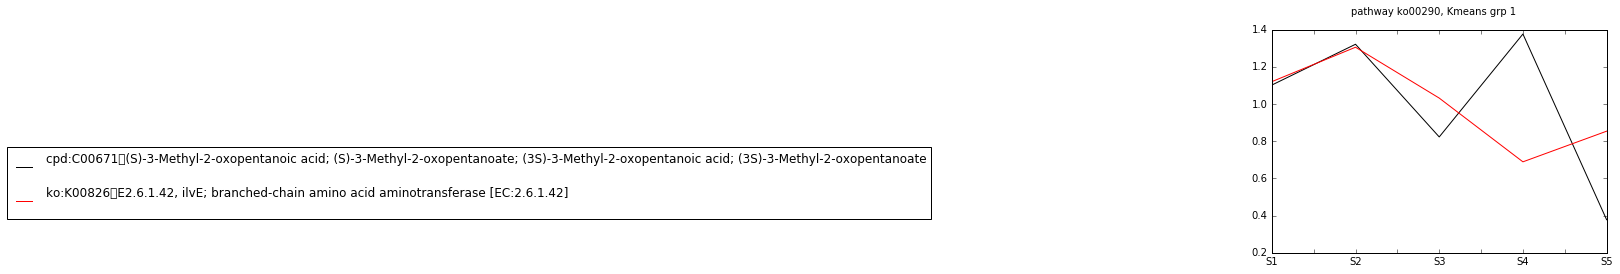 pathway ko00290, Kmeans grp 1
1.4
1.2
1.0
0.8
0.6
0.4
0.2
S1 S2 S3 S4 S5
cpd:C00671▯(S)-3-Methyl-2-oxopentanoic acid; (S)-3-Methyl-2-oxopentanoate; (3S)-3-Methyl-2-oxopentanoic acid; (3S)-3-Methyl-2-oxopentanoate
ko:K00826▯E2.6.1.42, ilvE; branched-chain amino acid aminotransferase [EC:2.6.1.42]